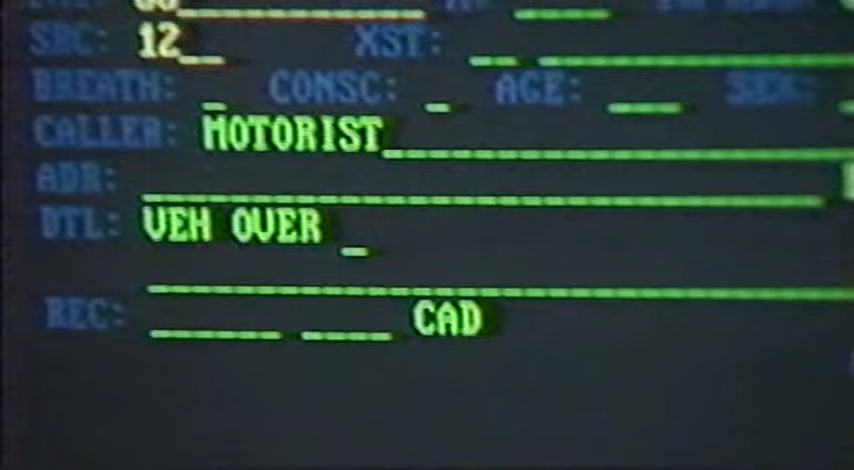 SRC: 12 XST:
BREATH: CONSC: AGE: SEX:
CALLER: MOTORIST
ADR:
DTL: VEH OVER
REC: CAD